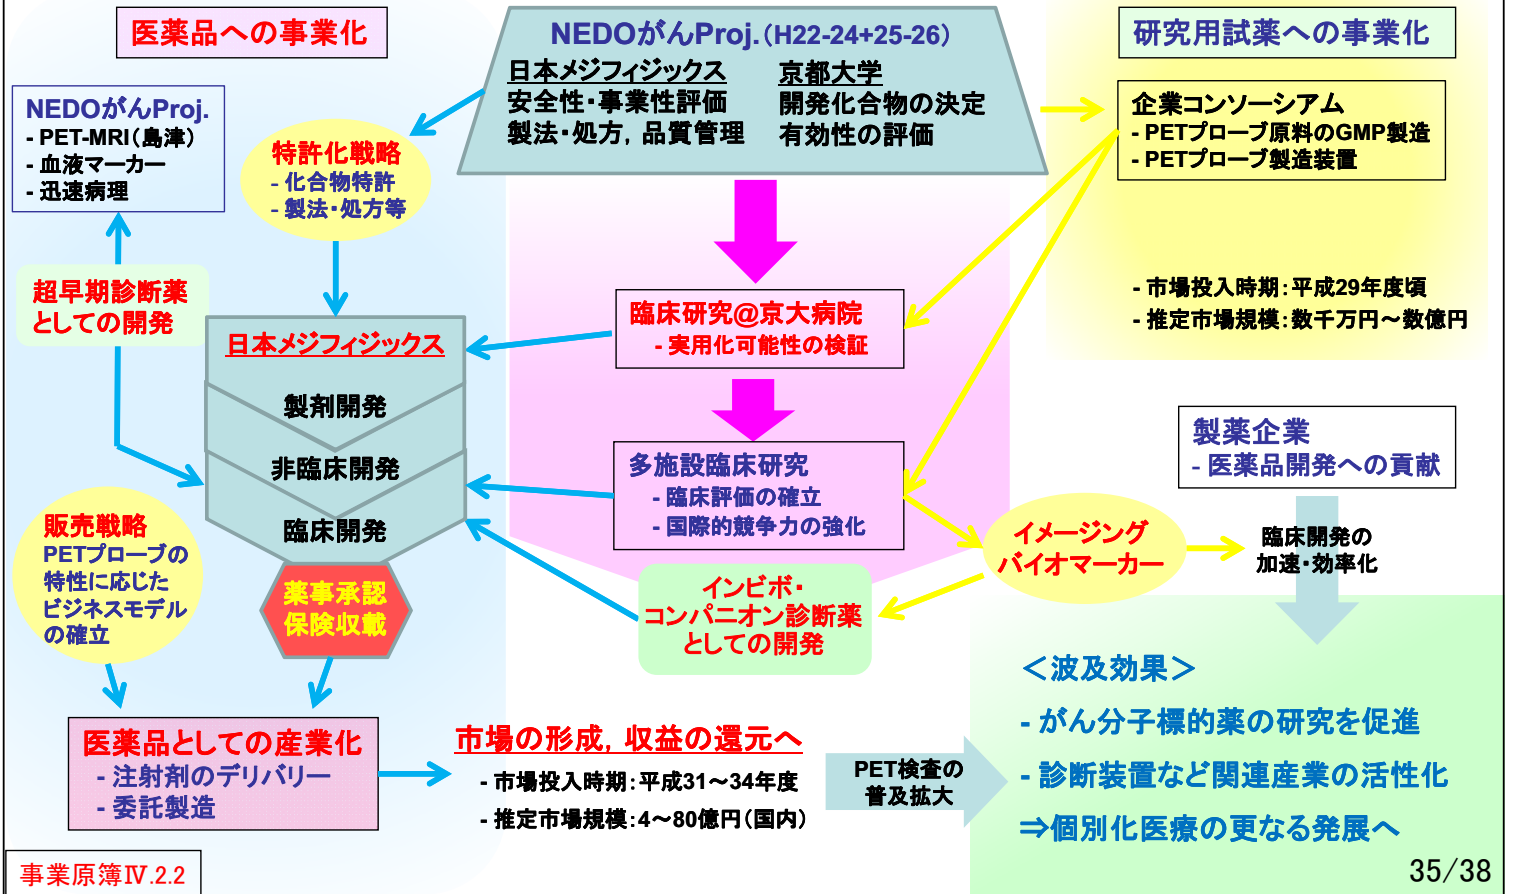 医薬品への事業化
NEDOがんProj.（H22-24+25-26）
日本メジフィジックス
安全性・事業性評価
製法・処方，品質管理
京都大学
開発化合物の決定
有効性の評価
研究用試薬への事業化
NEDOがんProj.
- PET-MRI（島津）
- 血液マーカー
- 迅速病理
特許化戦略
- 化合物特許
- 製法・処方等
企業コンソーシアム
- PETプローブ原料のGMP製造
- PETプローブ製造装置
- 市場投入時期：平成29年度頃
- 推定市場規模：数千万円～数億円
超早期診断薬
としての開発
日本メジフィジックス
製剤開発
非臨床開発
臨床開発
薬事承認
保険収載
臨床研究@京大病院
- 実用化可能性の検証
多施設臨床研究
- 臨床評価の確立
- 国際的競争力の強化
製薬企業
- 医薬品開発への貢献
イメージング
バイオマーカー
臨床開発の
加速・効率化
インビボ・
コンパニオン診断薬
としての開発
販売戦略
PETプローブの
特性に応じた
ビジネスモデル
の確立
医薬品としての産業化
- 注射剤のデリバリー
- 委託製造
市場の形成，収益の還元へ
- 市場投入時期：平成31～34年度
- 推定市場規模：4～80億円（国内）
PET検査の
普及拡大
＜波及効果＞
- がん分子標的薬の研究を促進
- 診断装置など関連産業の活性化
⇒個別化医療の更なる発展へ
事業原簿Ⅳ.2.2
35/38